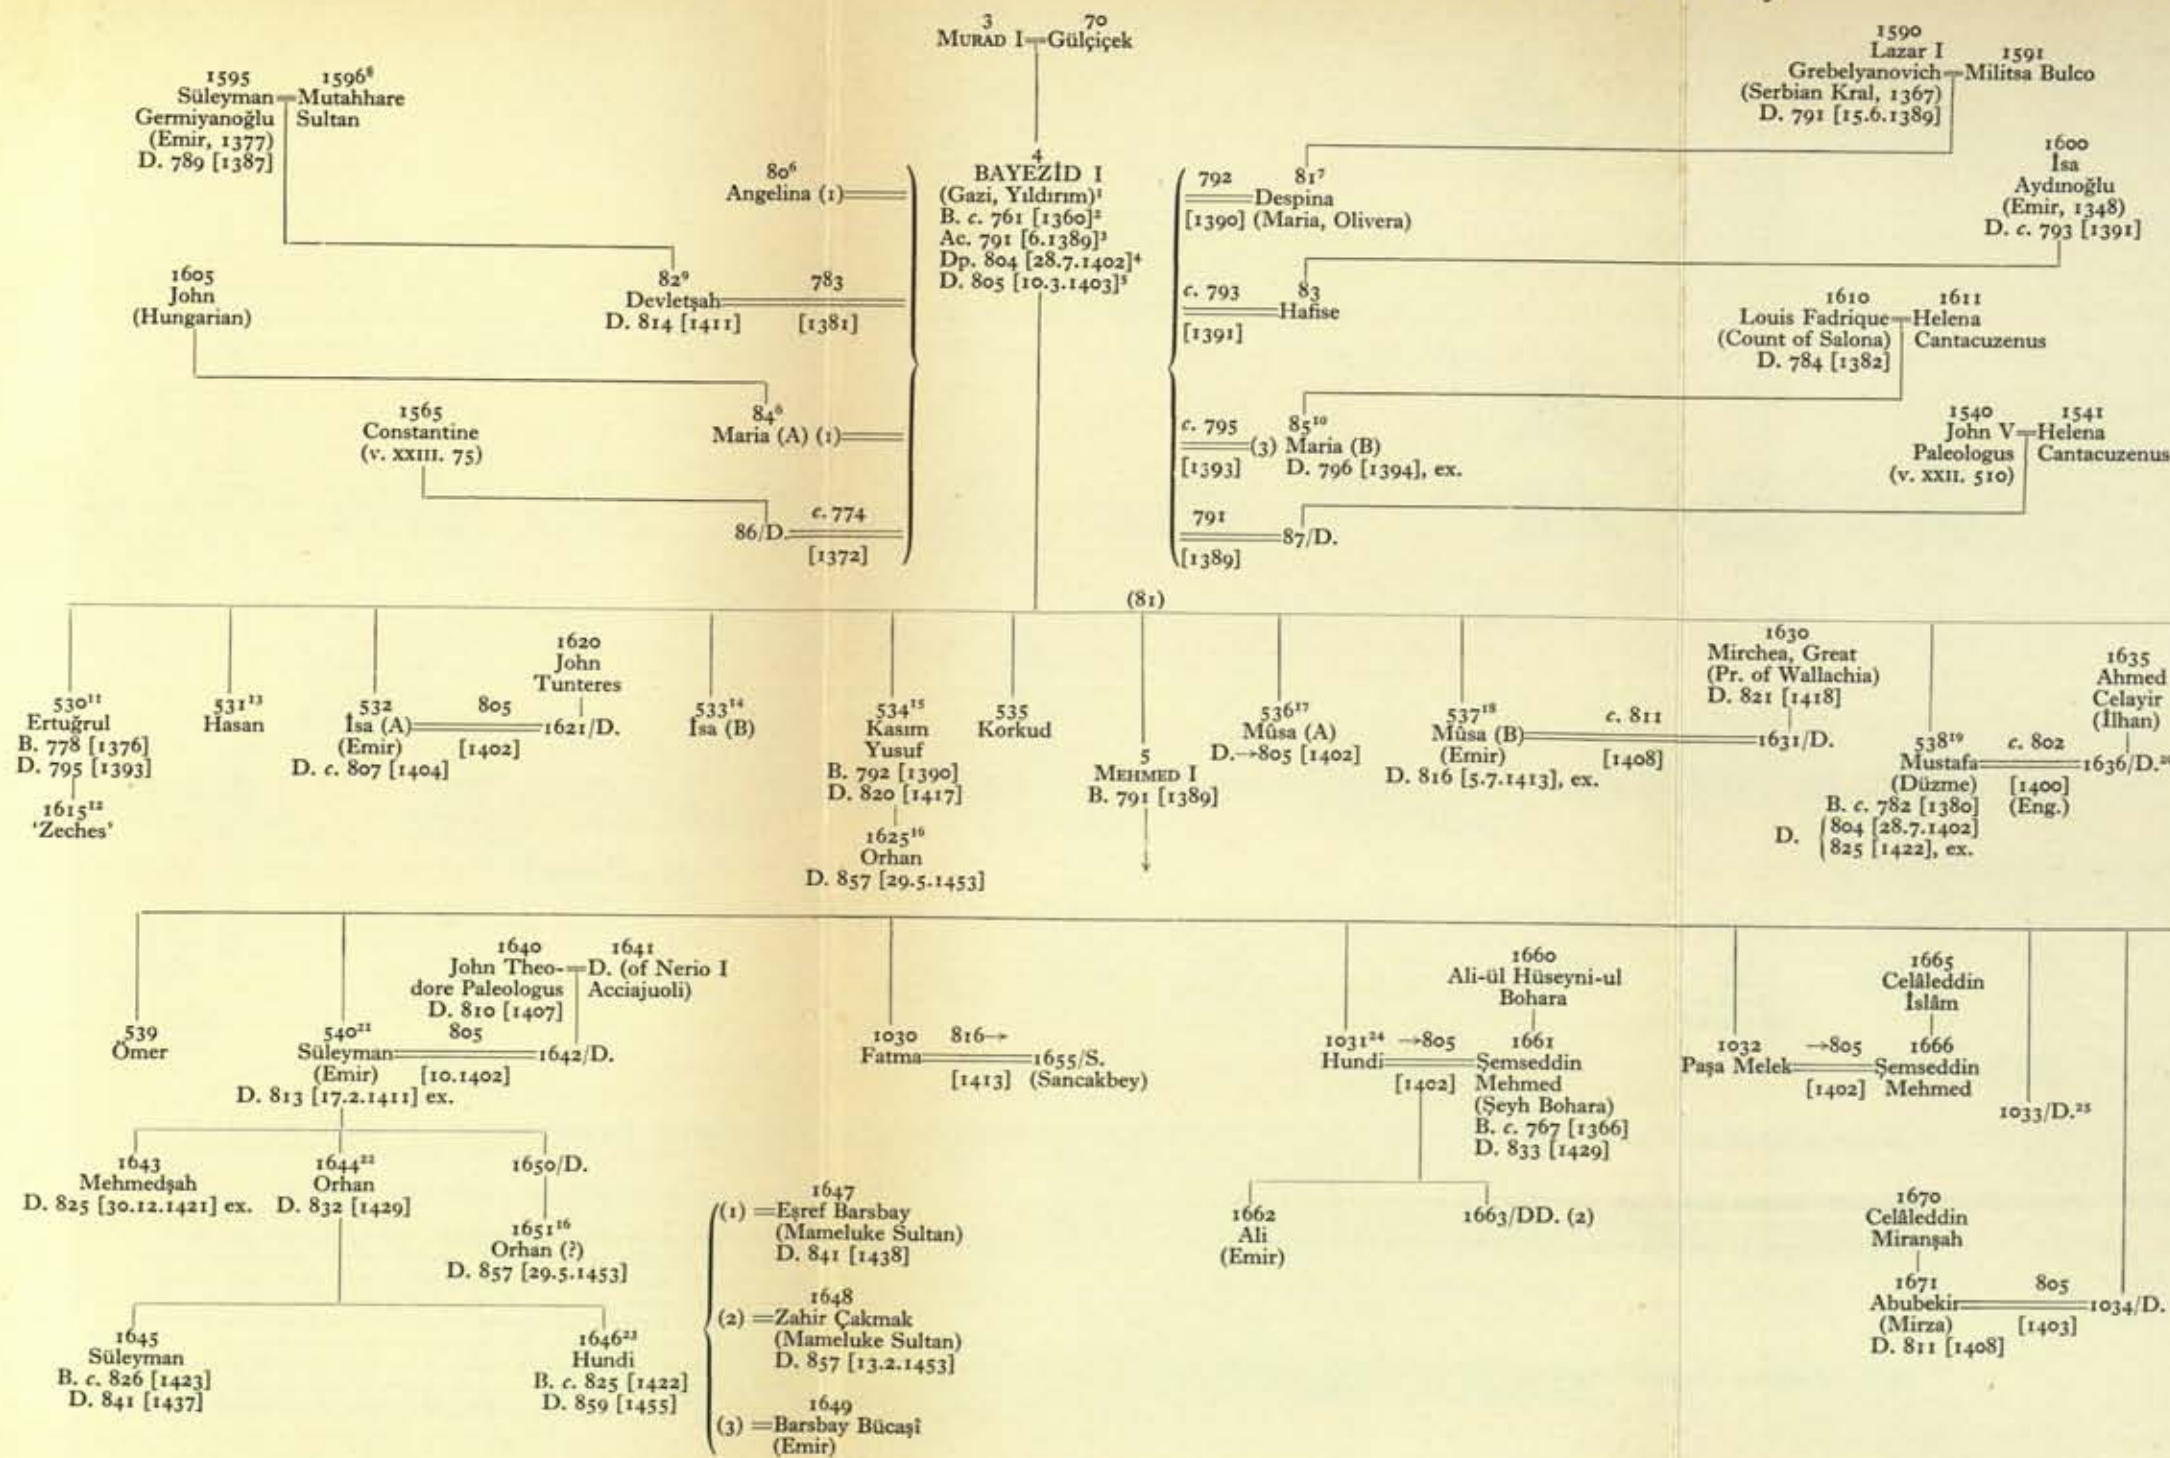 3 70
MURAD I Gülçiçek
1590
Lazar I 1591
Grebelyanovich Militsa Bulco
(Serbian Kral, 1367)
D. 791 [15.6.1389]
1595 1596⁸
Süleyman Mutahhare
Germiyanoğlu Sultan
(Emir, 1377)
D. 789 [1387]
1600
İsa
Aydınoğlu
(Emir, 1348)
D. c. 793 [1391]
4
BAYEZİD I
(Gazi, Yıldırım)¹
B. c. 761 [1360]²
Ac. 791 [6.1389]³
Dp. 804 [28.7.1402]⁴
D. 805 [10.3.1403]⁵
80⁶
Angelina (1)
792 81⁷
Despina
[1390] (Maria, Olivera)
1605
John
(Hungarian)
82⁹ 783
Devletşah
D. 814 [1411] [1381]
c. 793 83
Hafise
[1391]
1610 1611
Louis Fadrique Helena
(Count of Salona) Cantacuzenus
D. 784 [1382]
1565
Constantine
(v. XXIII. 75)
84⁶
Maria (A) (1)
c. 795 85¹⁰
(3) Maria (B)
[1393] D. 796 [1394], ex.
1540 1541
John V Helena
Paleologus Cantacuzenus
(v. XXII. 510)
c. 774
86/D.
[1372]
791
87/D.
[1389]
(81)
530¹¹
Ertuğrul
B. 778 [1376]
D. 795 [1393]
1615¹²
'Zeches'
531¹³
Hasan
532 805
İsa (A)
(Emir) [1402]
D. c. 807 [1404]
1620
John
Tunteres
1621/D.
533¹⁴
İsa (B)
534¹⁵
Kasım
Yusuf
B. 792 [1390]
D. 820 [1417]
1625¹⁶
Orhan
D. 857 [29.5.1453]
535
Korkud
5
MEHMED I
B. 791 [1389]
536¹⁷
Mûsa (A)
D.→805 [1402]
537¹⁸ c. 811
Mûsa (B)
(Emir) [1408]
D. 816 [5.7.1413], ex.
1630
Mirchea, Great
(Pr. of Wallachia)
D. 821 [1418]
1631/D.
538¹⁹ c. 802
Mustafa
(Düzme) [1400]
B. c. 782 [1380] (Eng.)
D. 804 [28.7.1402]
825 [1422], ex.
1635
Ahmed
Celayir
(İlhan)
1636/D.
539
Ömer
1640 1641
John Theo- D. (of Nerio I
dore Paleologus Acciajuoli)
D. 810 [1407]
540²¹ 805
Süleyman 1642/D.
(Emir) [10.1402]
D. 813 [17.2.1411] ex.
1030 816→
Fatma 1655/S.
[1413] (Sancakbey)
1660
Ali-ül Hüseyni-ul
Bohara
1031²⁴ →805 1661
Hundi Şemseddin
[1402] Mehmed
(Şeyh Bohara)
B. c. 767 [1366]
D. 833 [1429]
1665
Celâleddin
İslâm
1032 →805 1666
Paşa Melek Şemseddin
[1402] Mehmed
1033/D.²⁵
1643
Mehmedşah
D. 825 [30.12.1421] ex.
1644²²
Orhan
D. 832 [1429]
1650/D.
1651¹⁶
Orhan (?)
D. 857 [29.5.1453]
1645
Süleyman
B. c. 826 [1423]
D. 841 [1437]
1646²³
Hundi
B. c. 825 [1422]
D. 859 [1455]
1647
(1) =Eşref Barsbay
(Mameluke Sultan)
D. 841 [1438]
1648
(2) =Zahir Çakmak
(Mameluke Sultan)
D. 857 [13.2.1453]
1649
(3) =Barsbay Bücaşî
(Emir)
1662
Ali
(Emir)
1663/DD. (2)
1670
Celâleddin
Miranşah
1671 805
Abubekir 1034/D.
(Mirza) [1403]
D. 811 [1408]